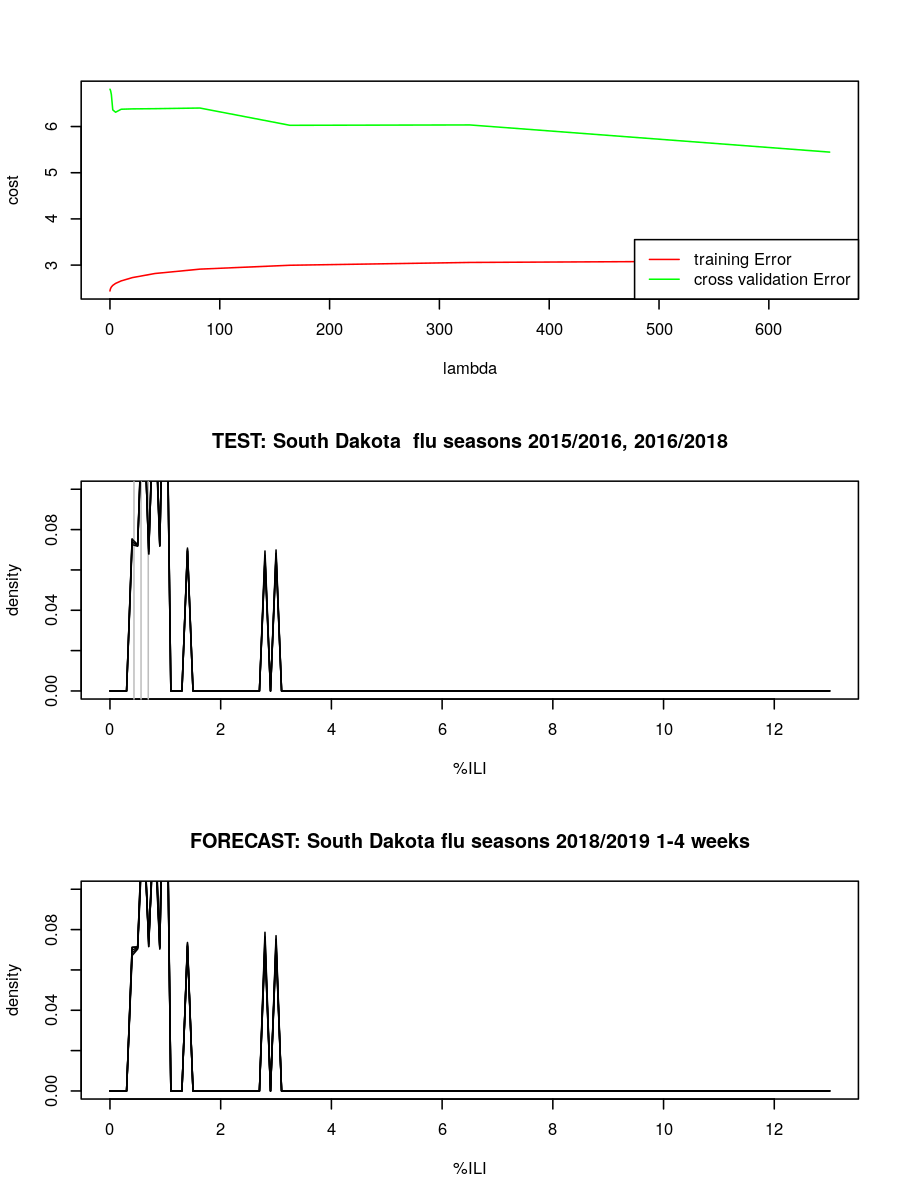 6
5
4
3
cost
training Error
cross validation Error
0 100 200 300 400 500 600
lambda
TEST: South Dakota  flu seasons 2015/2016, 2016/2018
0.08
0.04
0.00
density
0 2 4 6 8 10 12
%ILI
FORECAST: South Dakota flu seasons 2018/2019 1-4 weeks
0.08
0.04
0.00
density
0 2 4 6 8 10 12
%ILI